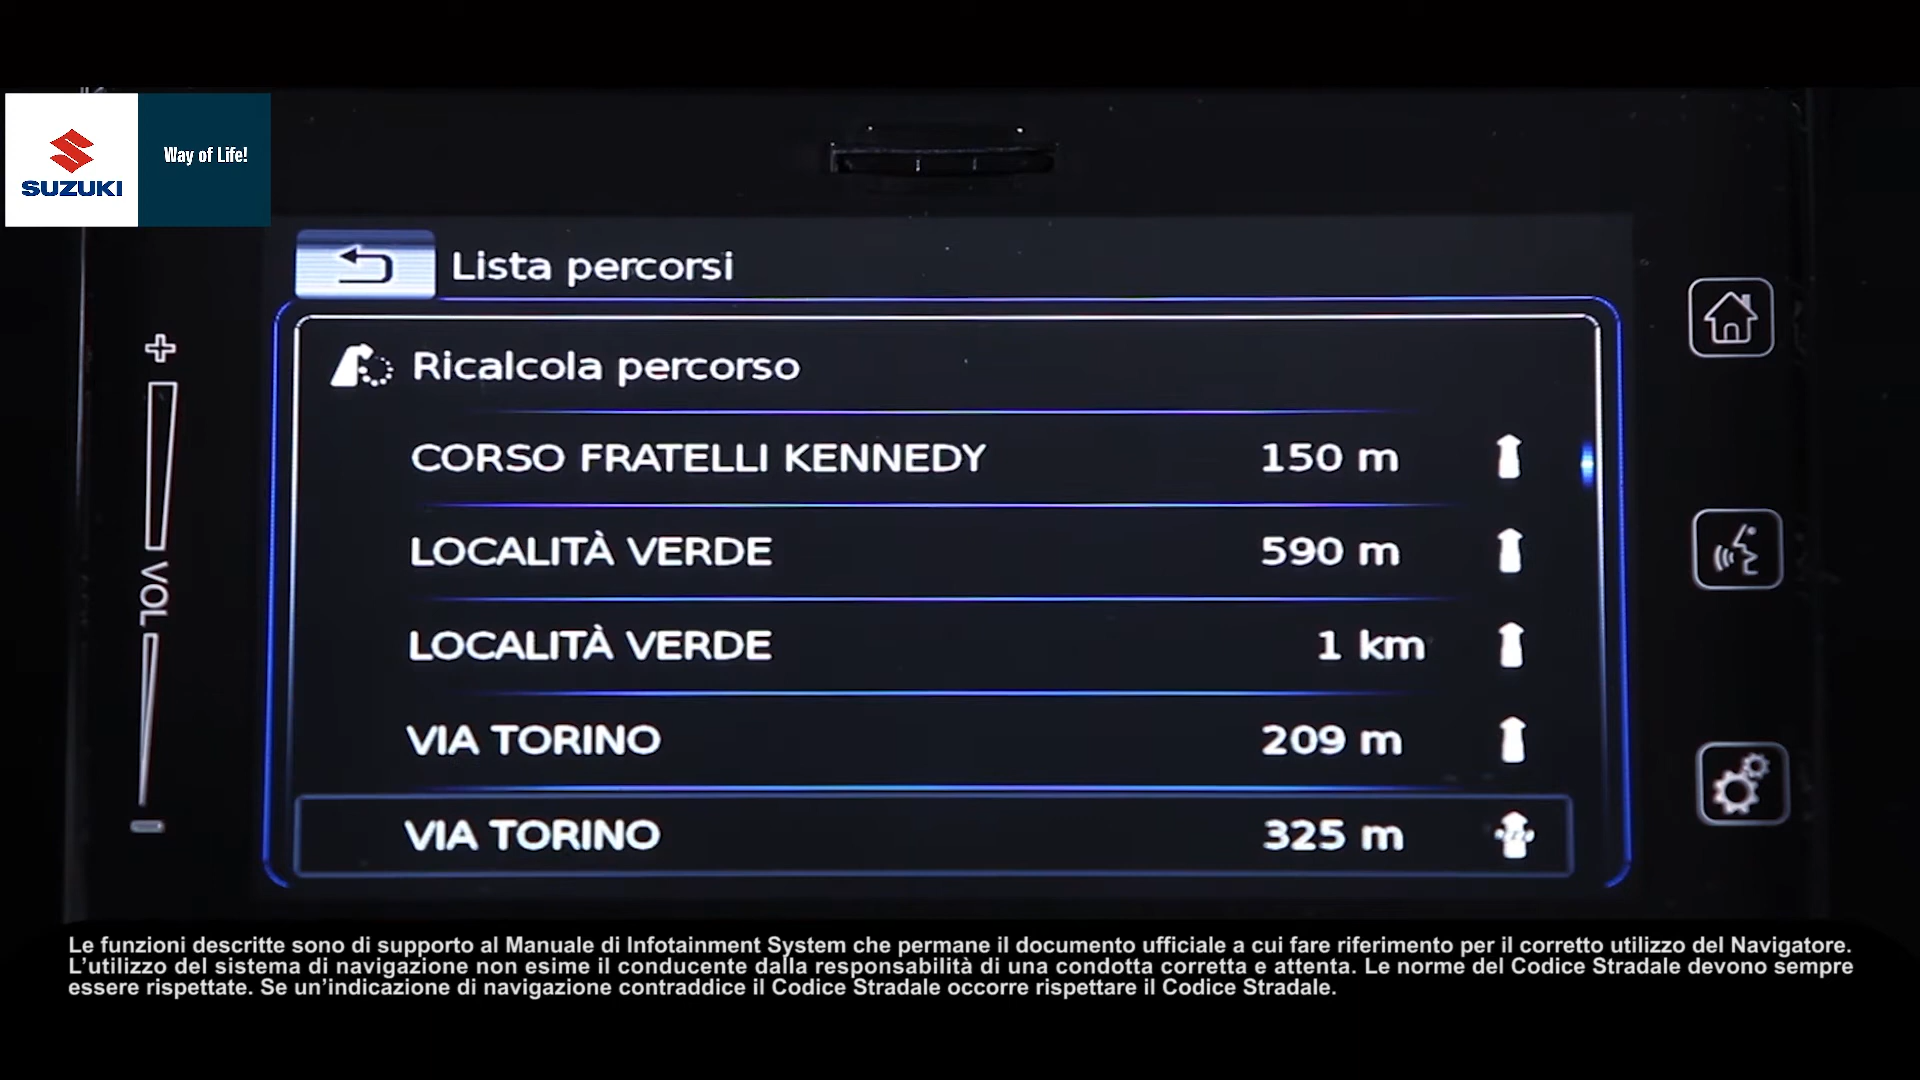 SUZUKI
Way of Life!
Lista percorsi
Ricalcola percorso
CORSO FRATELLI KENNEDY 150 m
LOCALITÀ VERDE 590 m
LOCALITÀ VERDE 1 km
VIA TORINO 209 m
VIA TORINO 325 m
VOL
Le funzioni descritte sono di supporto al Manuale di Infotainment System che permane il documento ufficiale a cui fare riferimento per il corretto utilizzo del Navigatore.
L'utilizzo del sistema di navigazione non esime il conducente dalla responsabilità di una condotta corretta e attenta. Le norme del Codice Stradale devono sempre
essere rispettate. Se un'indicazione di navigazione contraddice il Codice Stradale occorre rispettare il Codice Stradale.